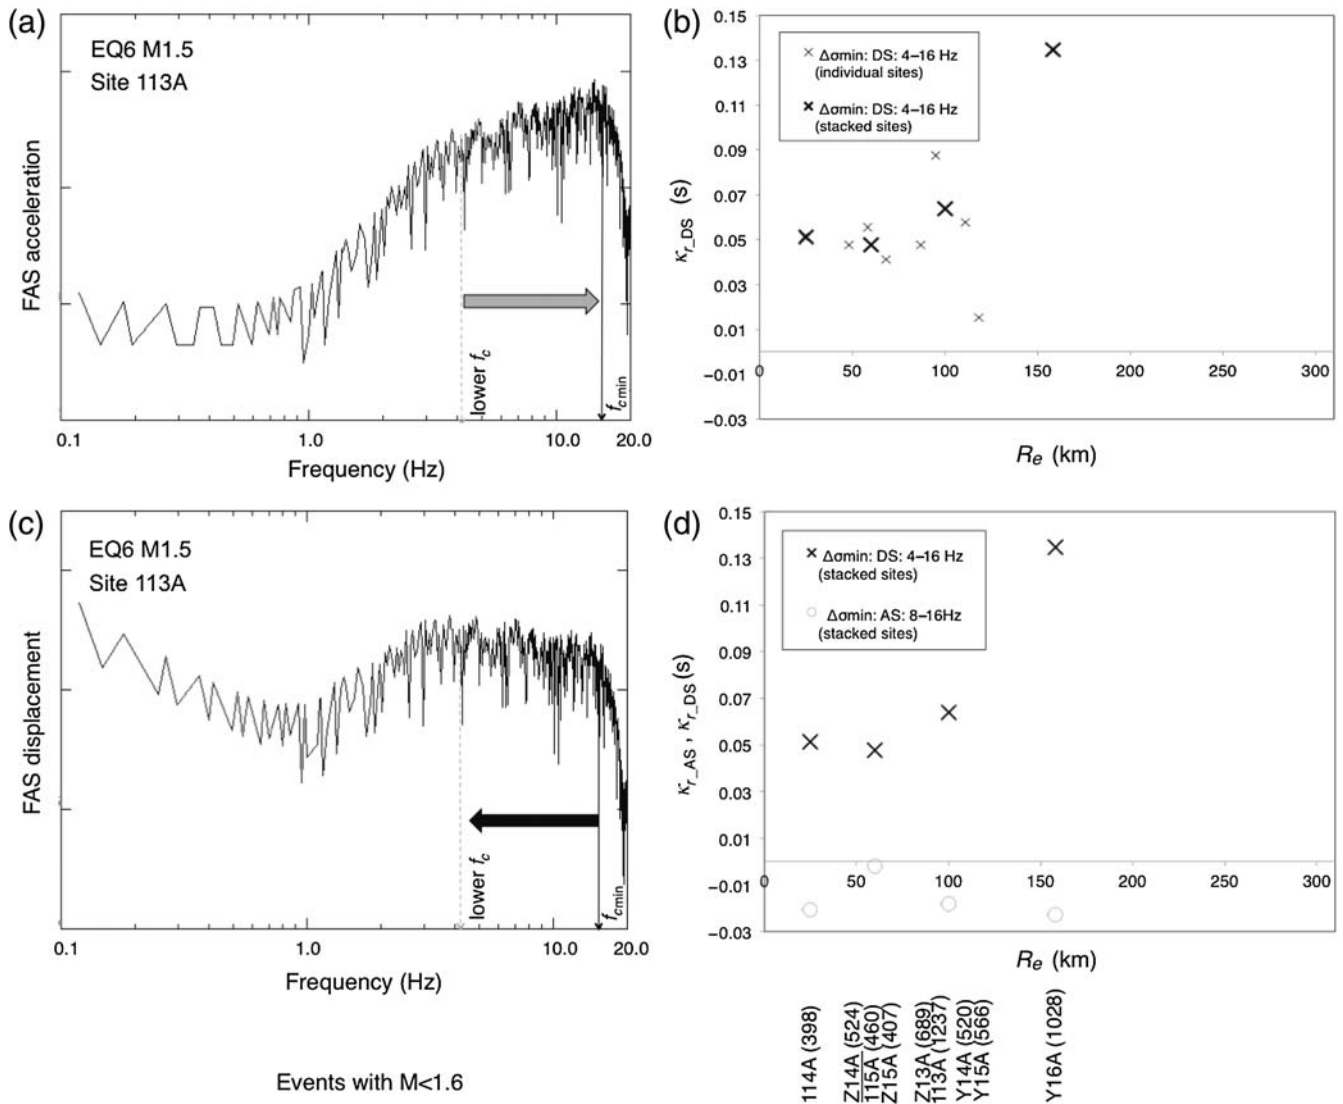 (a)
EQ6 M1.5
Site 113A
FAS acceleration
lower fc
fcmin
0.1 1.0 10.0 20.0
Frequency (Hz)
(b)
0.15
0.13
0.11
0.09
0.07
0.05
0.03
0.01
−0.01
−0.03
κr_DS (s)
× Δσmin: DS: 4–16 Hz
(individual sites)
× Δσmin: DS: 4–16 Hz
(stacked sites)
0 50 100 150 200 250 300
Re (km)
(c)
EQ6 M1.5
Site 113A
FAS displacement
lower fc
fcmin
0.1 1.0 10.0 20.0
Frequency (Hz)
Events with M<1.6
(d)
0.15
0.13
0.11
0.09
0.07
0.05
0.03
0.01
−0.01
−0.03
κr_AS , κr_DS (s)
× Δσmin: DS: 4–16 Hz
(stacked sites)
○ Δσmin: AS: 8–16Hz
(stacked sites)
0 50 100 150 200 250 300
Re (km)
114A (398)
Z14A (524)
115A (460)
Z15A (407)
Z13A (689)
113A (1237)
Y14A (520)
Y15A (566)
Y16A (1028)